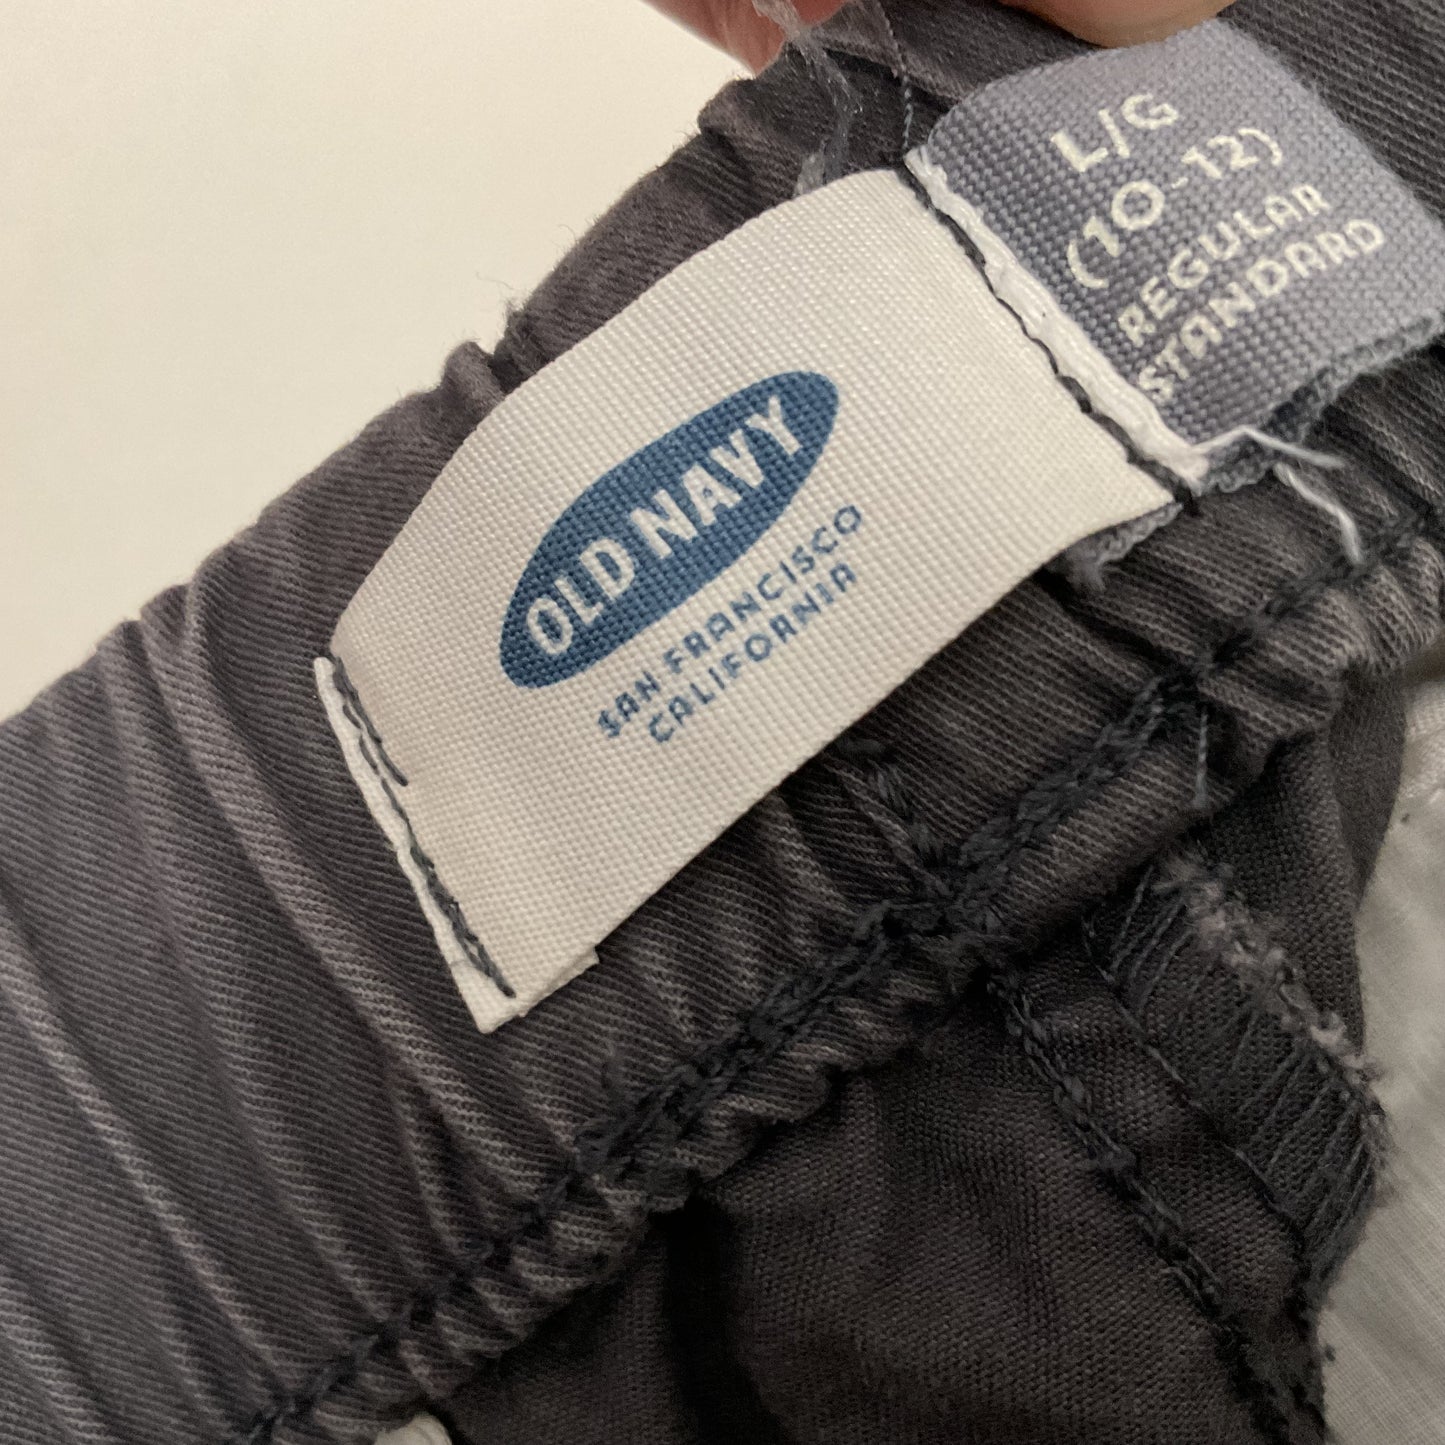 L/G
(10-12)
REGULAR
STANDARD
OLD NAVY
SAN FRANCISCO
CALIFORNIA